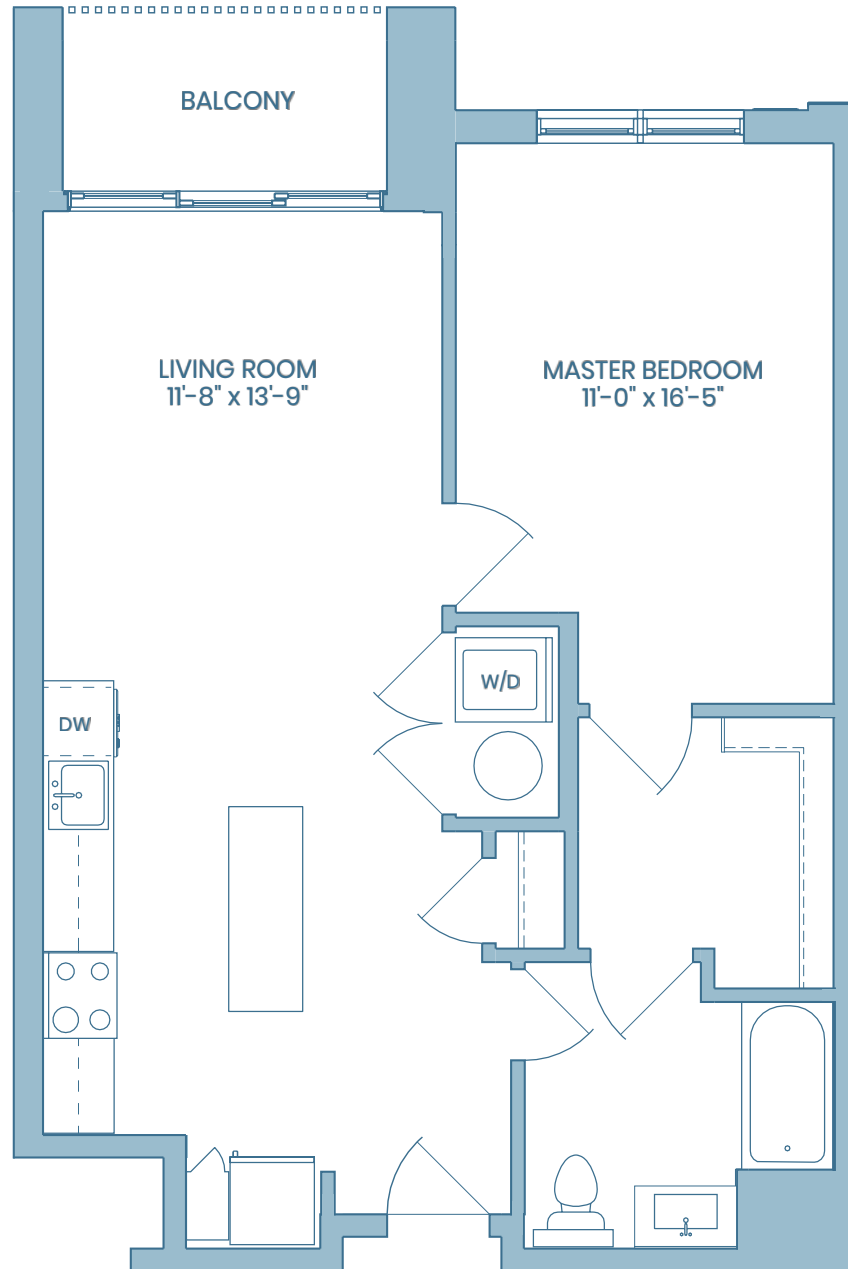 BALCONY
LIVING ROOM
11'-8" x 13'-9"
MASTER BEDROOM
11'-0" x 16'-5"
W/D
DW